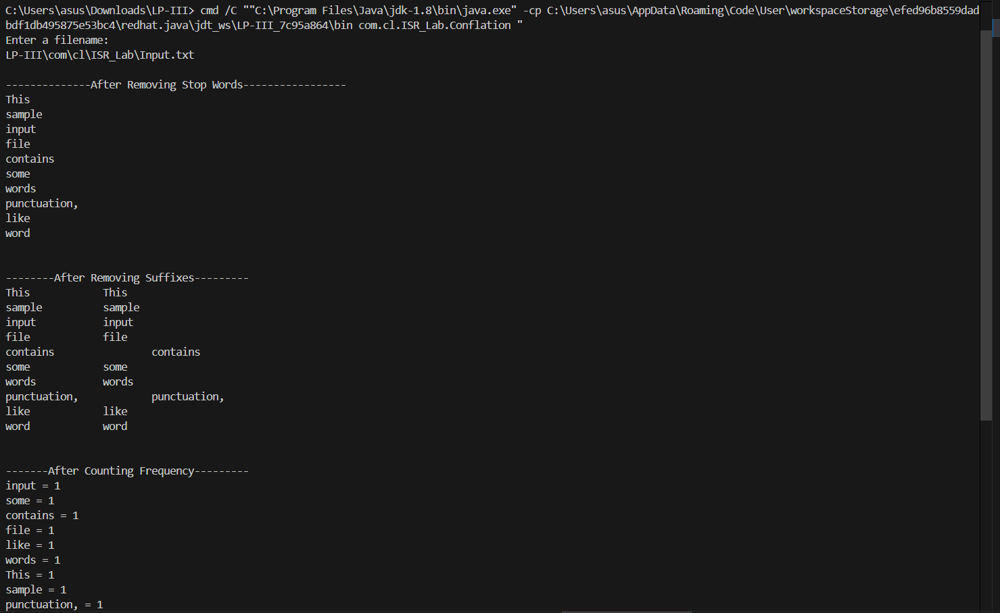 C:\Users\asus\Downloads\LP-III> cmd /C ""C:\Program Files\Java\jdk-1.8\bin\java.exe" -cp C:\Users\asus\AppData\Roaming\Code\User\workspaceStorage\efed96b8559dad
bdf1db495875e53bc4\redhat.java\jdt_ws\LP-III_7c95a864\bin com.cl.ISR_Lab.Conflation "
Enter a filename:
LP-III\com\cl\ISR_Lab\Input.txt

--------------After Removing Stop Words-----------------
This
sample
input
file
contains
some
words
punctuation,
like
word


--------After Removing Suffixes---------
This            This
sample          sample
input           input
file            file
contains                contains
some            some
words           words
punctuation,            punctuation,
like            like
word            word


-------After Counting Frequency---------
input = 1
some = 1
contains = 1
file = 1
like = 1
words = 1
This = 1
sample = 1
punctuation, = 1